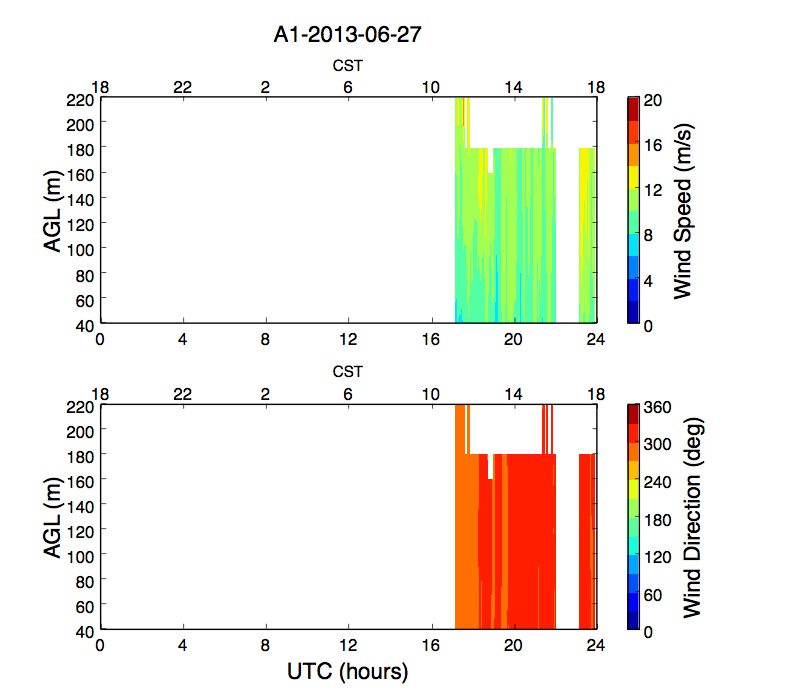 A1-2013-06-27
CST
18 22 2 6 10 14 18
220
200
180
160
140
120
100
80
60
40
AGL (m)
0 4 8 12 16 20 24
20
16
12
8
4
0
Wind Speed (m/s)
CST
18 22 2 6 10 14 18
220
200
180
160
140
120
100
80
60
40
AGL (m)
0 4 8 12 16 20 24
UTC (hours)
360
300
240
180
120
60
0
Wind Direction (deg)